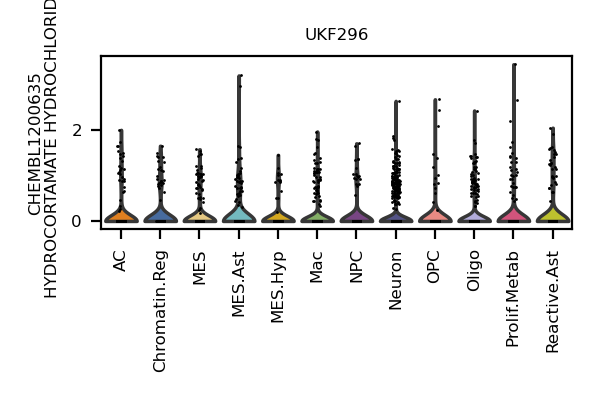 UKF296
CHEMBL1200635
HYDROCORTAMATE HYDROCHLORID
2
0
AC
Chromatin.Reg
MES
MES.Ast
MES.Hyp
Mac
NPC
Neuron
OPC
Oligo
Prolif.Metab
Reactive.Ast